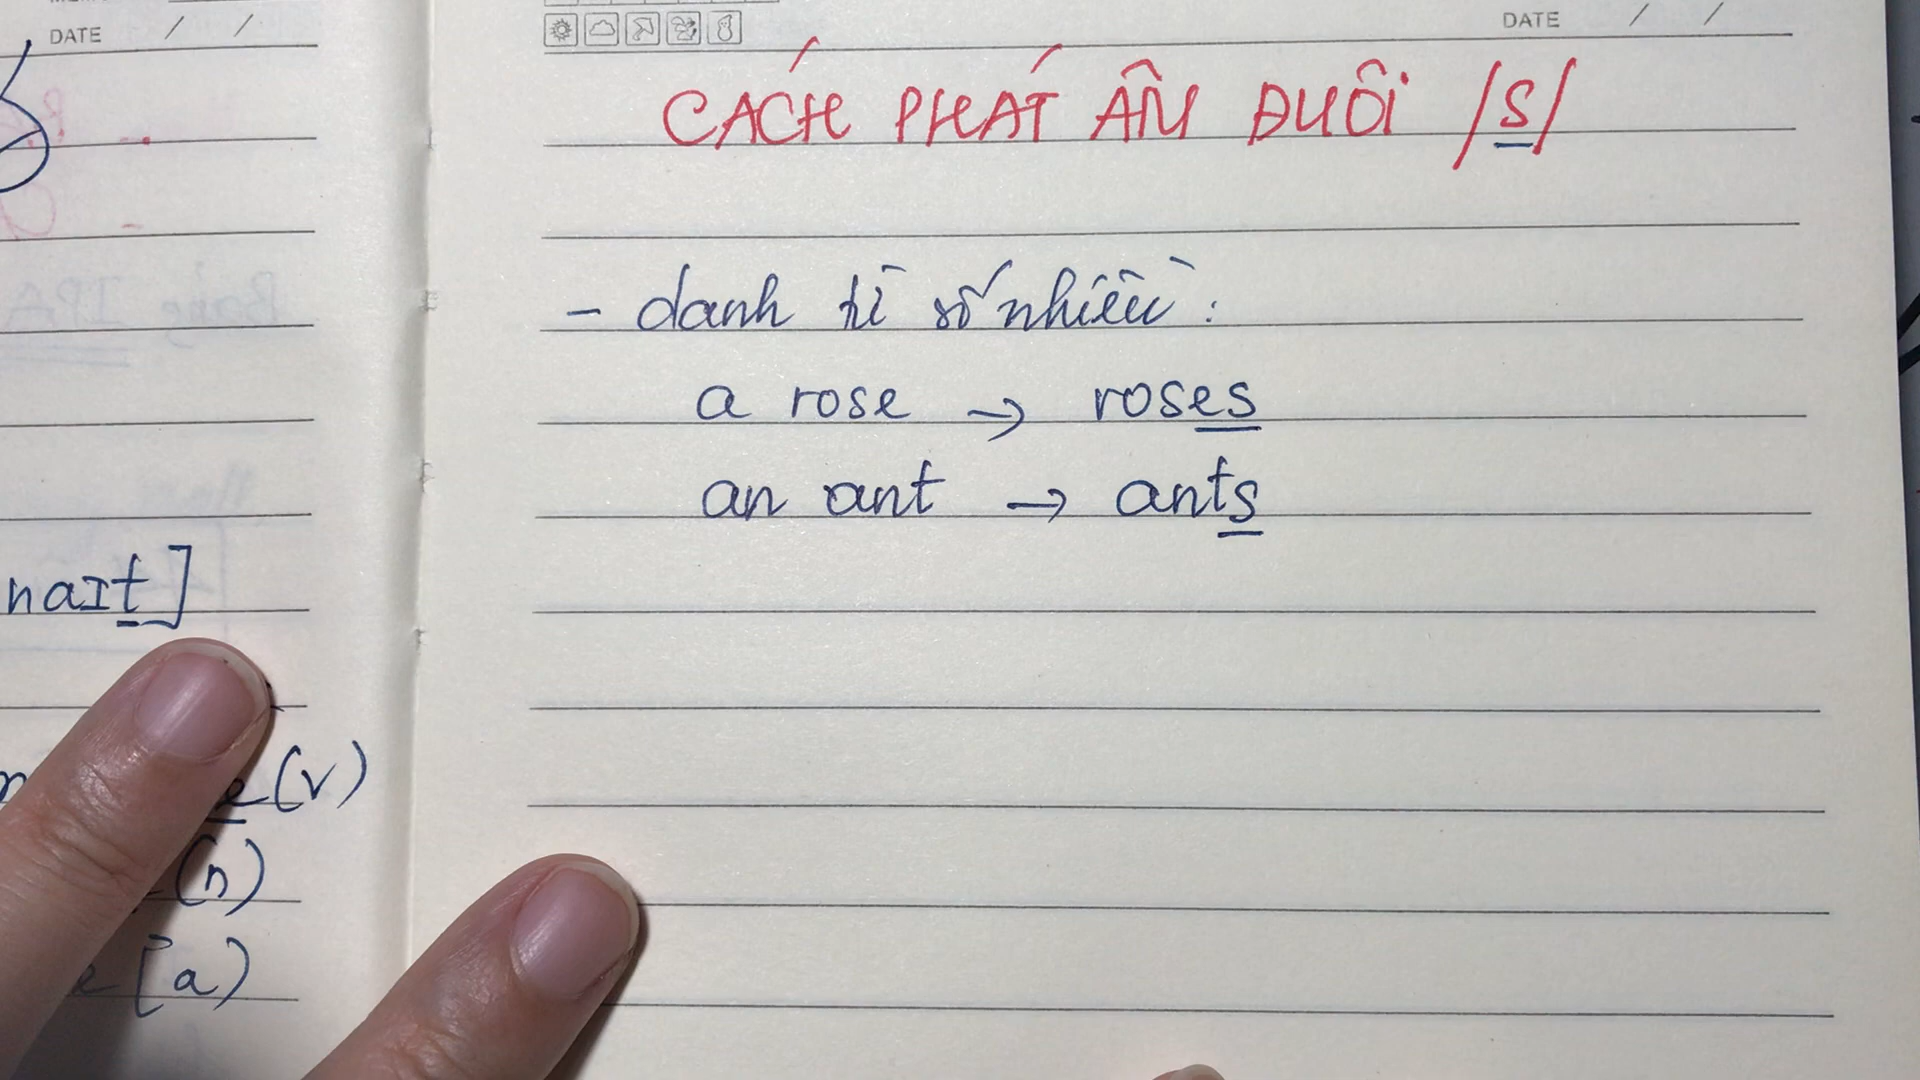 DATE / /
naɪt]
e (v)
(n)
[a)
DATE / /
CÁCH PHÁT ÂM ĐUÔI /s/
- danh từ số nhiều :
a rose → roses
an ant → ants